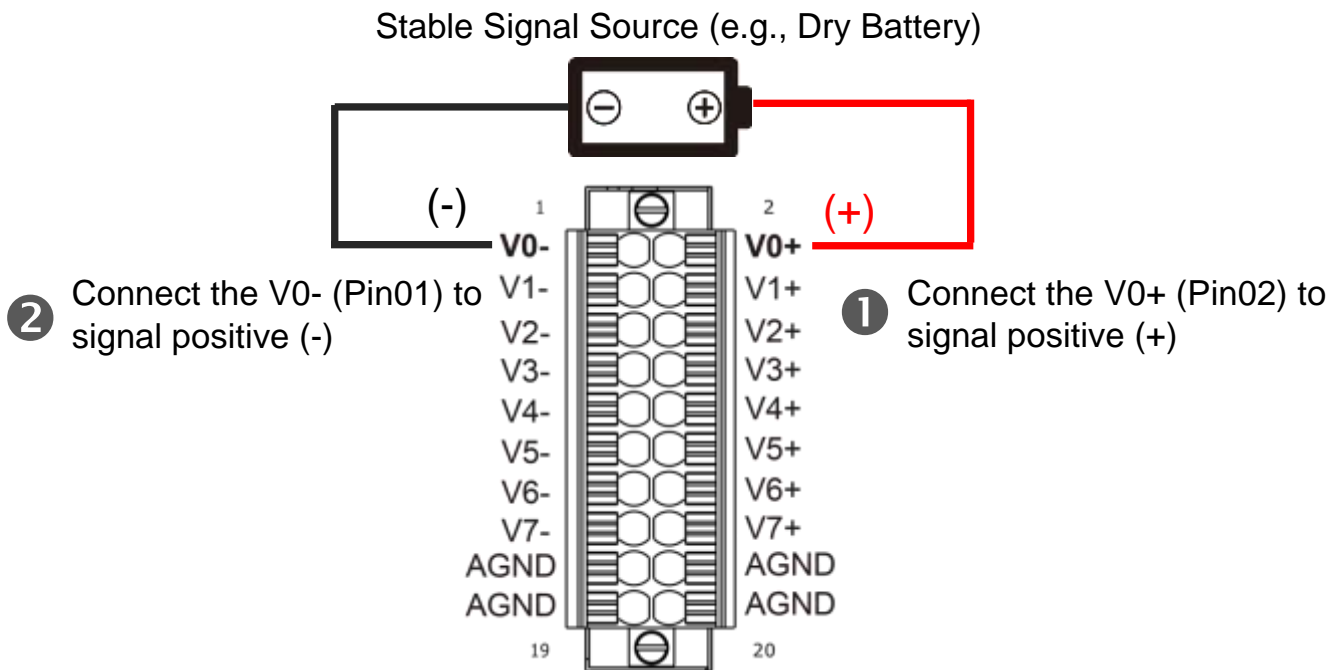 Stable Signal Source (e.g., Dry Battery)
(-) 1 2 (+)
V0- V0+
2 Connect the V0- (Pin01) to
signal positive (-)
1 Connect the V0+ (Pin02) to
signal positive (+)
V1- V1+
V2- V2+
V3- V3+
V4- V4+
V5- V5+
V6- V6+
V7- V7+
AGND AGND
AGND AGND
19 20